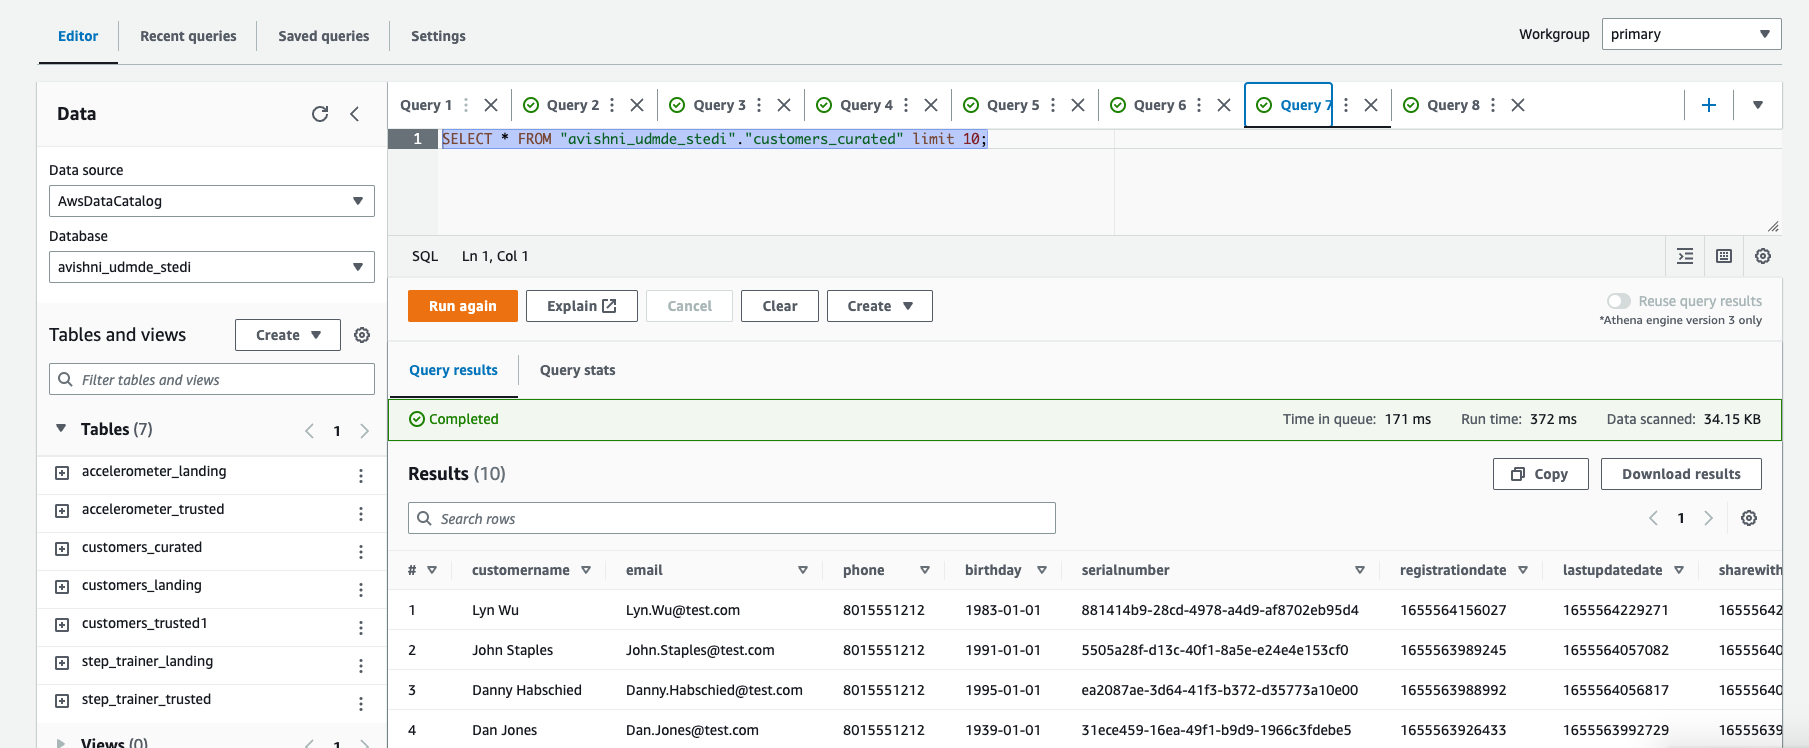 Editor
Recent queries
Saved queries
Settings
Workgroup
primary
Data
Data source
AwsDataCatalog
Database
avishni_udmde_stedi
Tables and views
Create
Filter tables and views
Tables (7)
1
accelerometer_landing
accelerometer_trusted
customers_curated
customers_landing
customers_trusted1
step_trainer_landing
step_trainer_trusted
Views (0)
1
Query 1
Query 2
Query 3
Query 4
Query 5
Query 6
Query 7
Query 8
1 SELECT * FROM "avishni_udmde_stedi"."customers_curated" limit 10;
SQL Ln 1, Col 1
Run again
Explain
Cancel
Clear
Create
Reuse query results
*Athena engine version 3 only
Query results
Query stats
Completed
Time in queue: 171 ms
Run time: 372 ms
Data scanned: 34.15 KB
Results (10)
Copy
Download results
Search rows
1
# customername email phone birthday serialnumber registrationdate lastupdatedate sharewith
1 Lyn Wu Lyn.Wu@test.com 8015551212 1983-01-01 881414b9-28cd-4978-a4d9-af8702eb95d4 1655564156027 1655564229271 16555642
2 John Staples John.Staples@test.com 8015551212 1991-01-01 5505a28f-d13c-40f1-8a5e-e24e4e153cf0 1655563989245 1655564057082 16555640
3 Danny Habschied Danny.Habschied@test.com 8015551212 1995-01-01 ea2087ae-3d64-41f3-b372-d35773a10e00 1655563988992 1655564056817 16555640
4 Dan Jones Dan.Jones@test.com 8015551212 1939-01-01 31ece459-16ea-49f1-b9d9-1966c3fdebe5 1655563926433 1655563992729 16555639